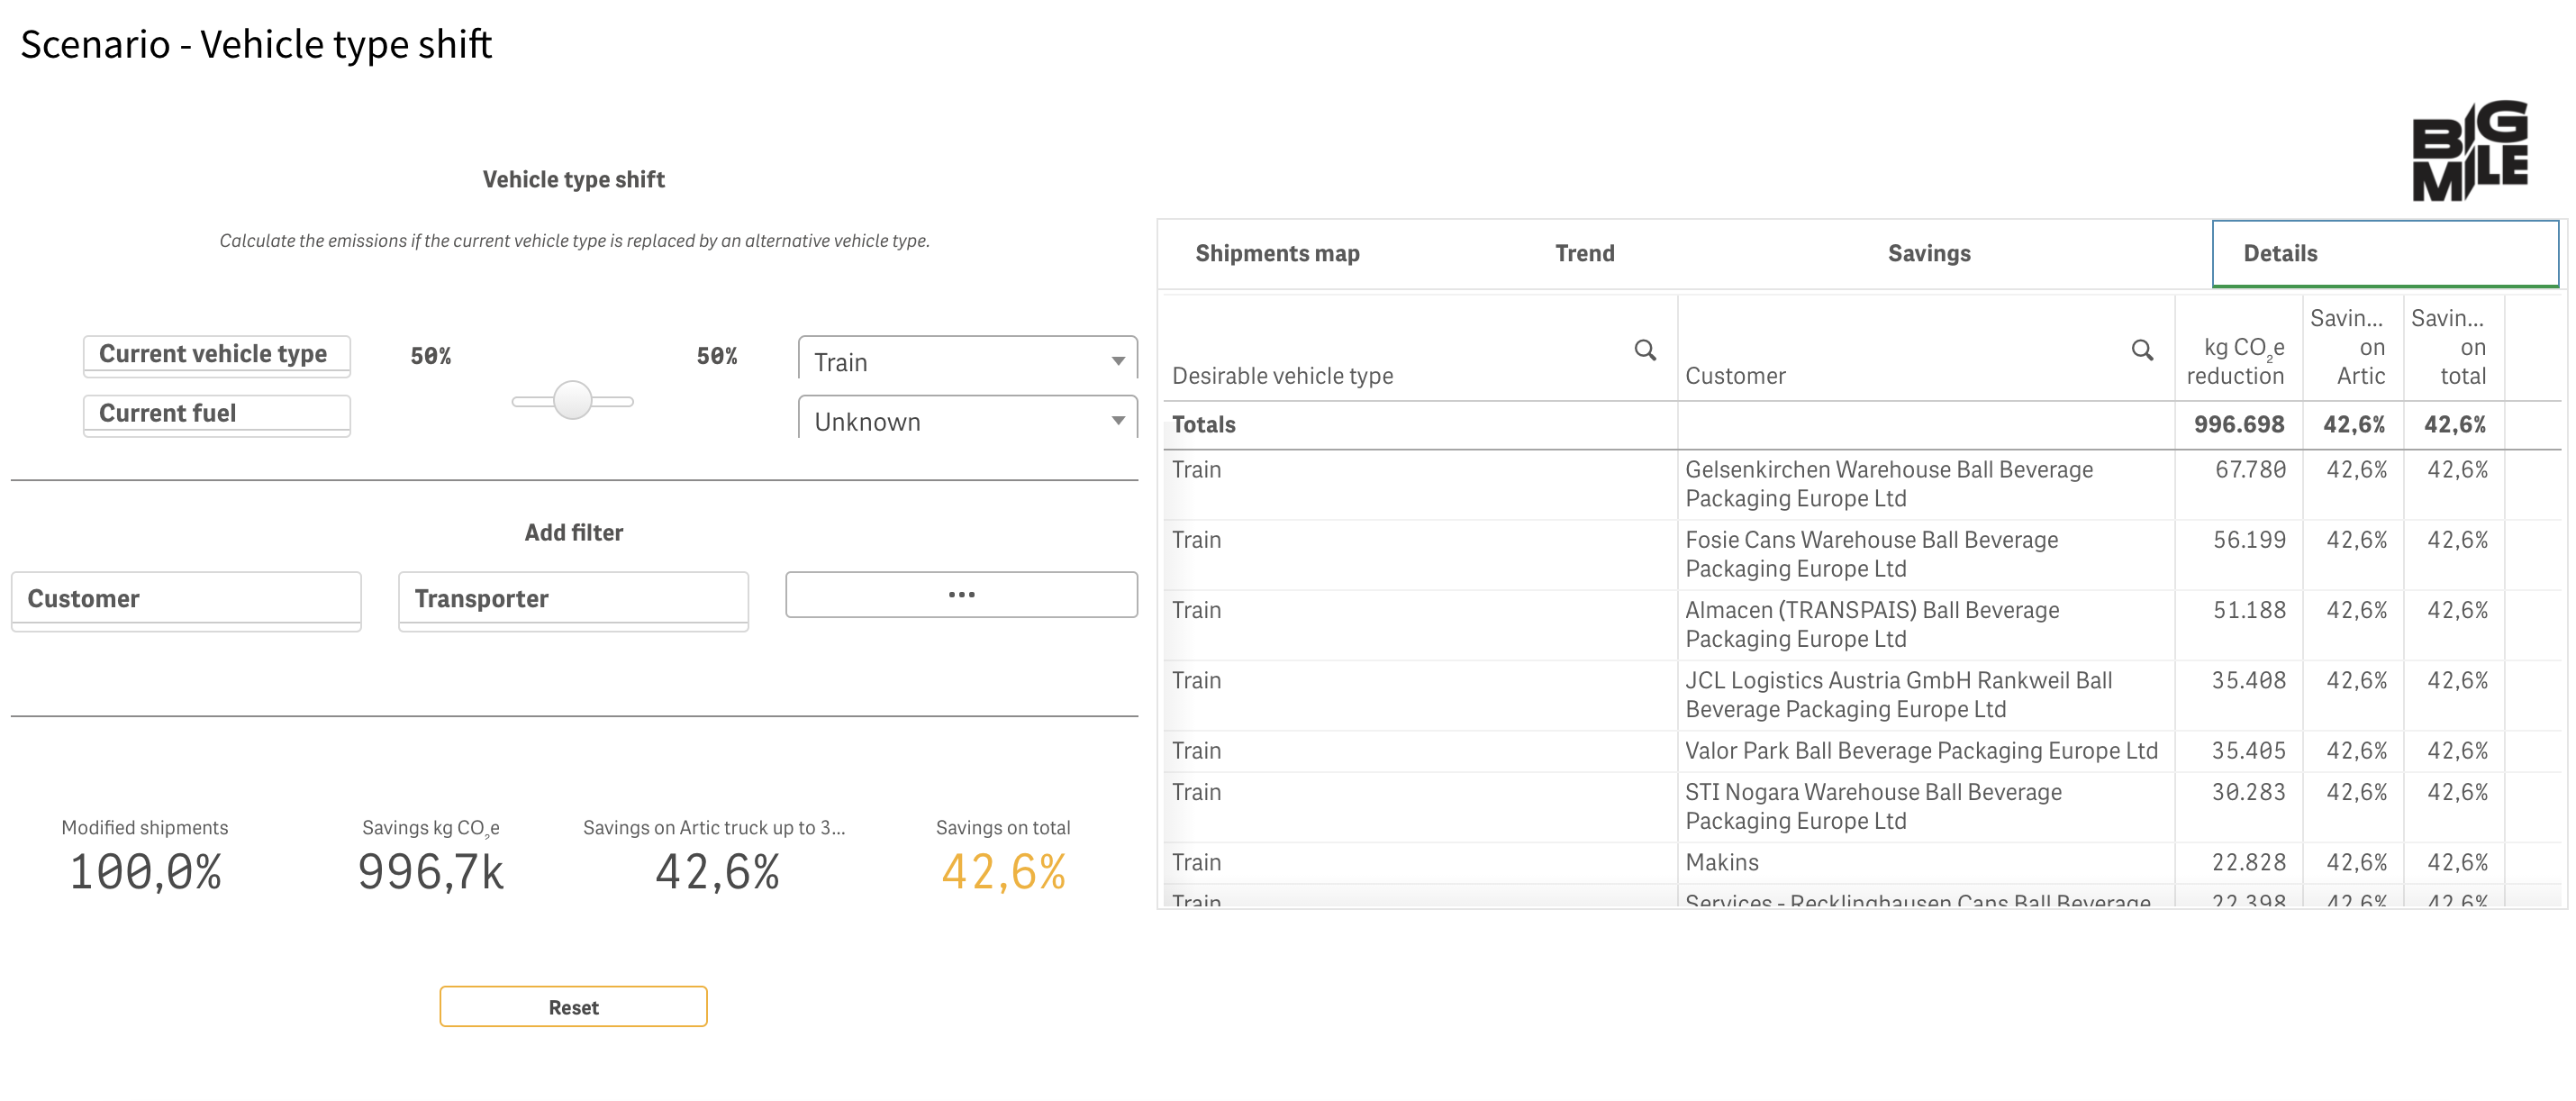 Scenario - Vehicle type shift
BIG
MILE
Vehicle type shift
Calculate the emissions if the current vehicle type is replaced by an alternative vehicle type.
Current vehicle type
50%
50%
Train
Current fuel
Unknown
Add filter
Customer
Transporter
...
Modified shipments
100,0%
Savings kg CO2e
996,7k
Savings on Artic truck up to 3...
42,6%
Savings on total
42,6%
Reset
Shipments map
Trend
Savings
Details
Desirable vehicle type
Customer
kg CO2e
reduction
Savin...
on
Artic
Savin...
on
total
Totals 996.698 42,6% 42,6%
Train Gelsenkirchen Warehouse Ball Beverage 67.780 42,6% 42,6%
Packaging Europe Ltd
Train Fosie Cans Warehouse Ball Beverage 56.199 42,6% 42,6%
Packaging Europe Ltd
Train Almacen (TRANSPAIS) Ball Beverage 51.188 42,6% 42,6%
Packaging Europe Ltd
Train JCL Logistics Austria GmbH Rankweil Ball 35.408 42,6% 42,6%
Beverage Packaging Europe Ltd
Train Valor Park Ball Beverage Packaging Europe Ltd 35.405 42,6% 42,6%
Train STI Nogara Warehouse Ball Beverage 30.283 42,6% 42,6%
Packaging Europe Ltd
Train Makins 22.828 42,6% 42,6%
Train Services - Recklinghausen Cans Ball Beverage 22.398 42,6% 42,6%